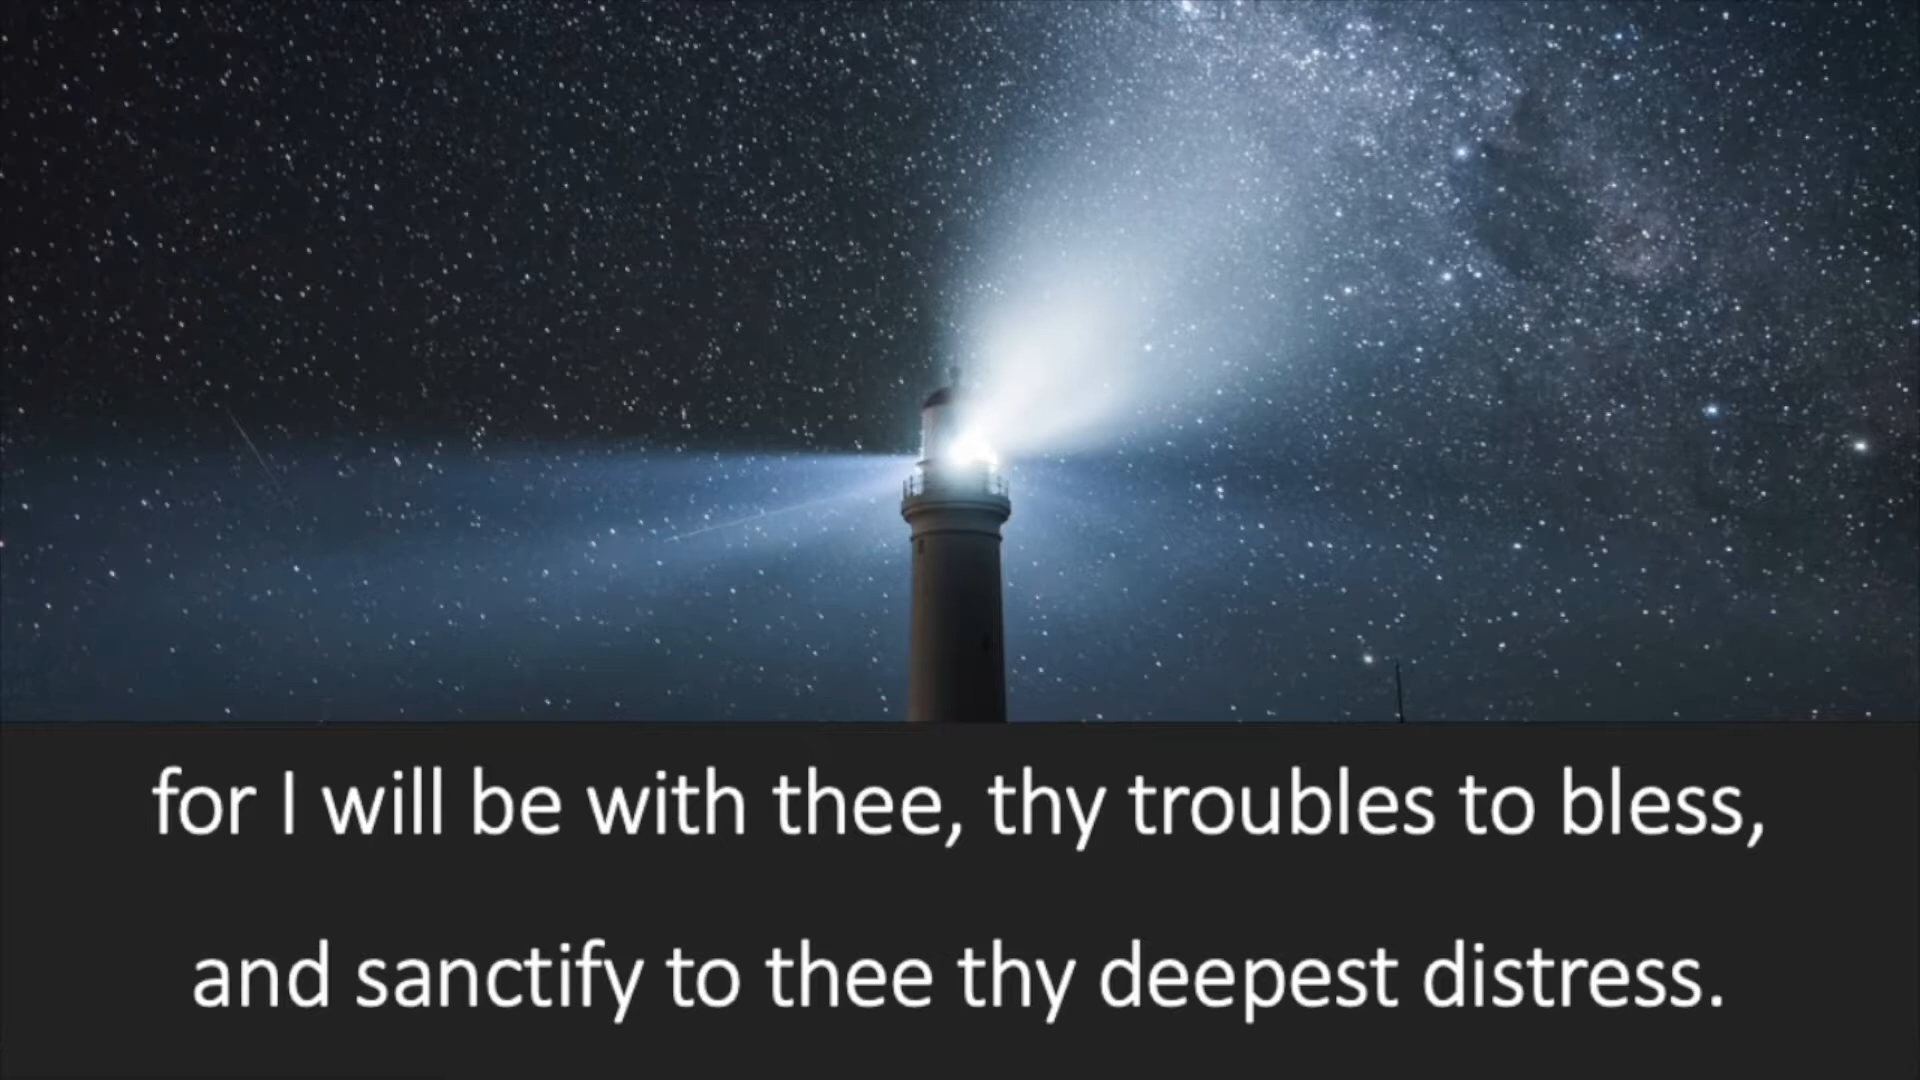 for I will be with thee, thy troubles to bless,
and sanctify to thee thy deepest distress.